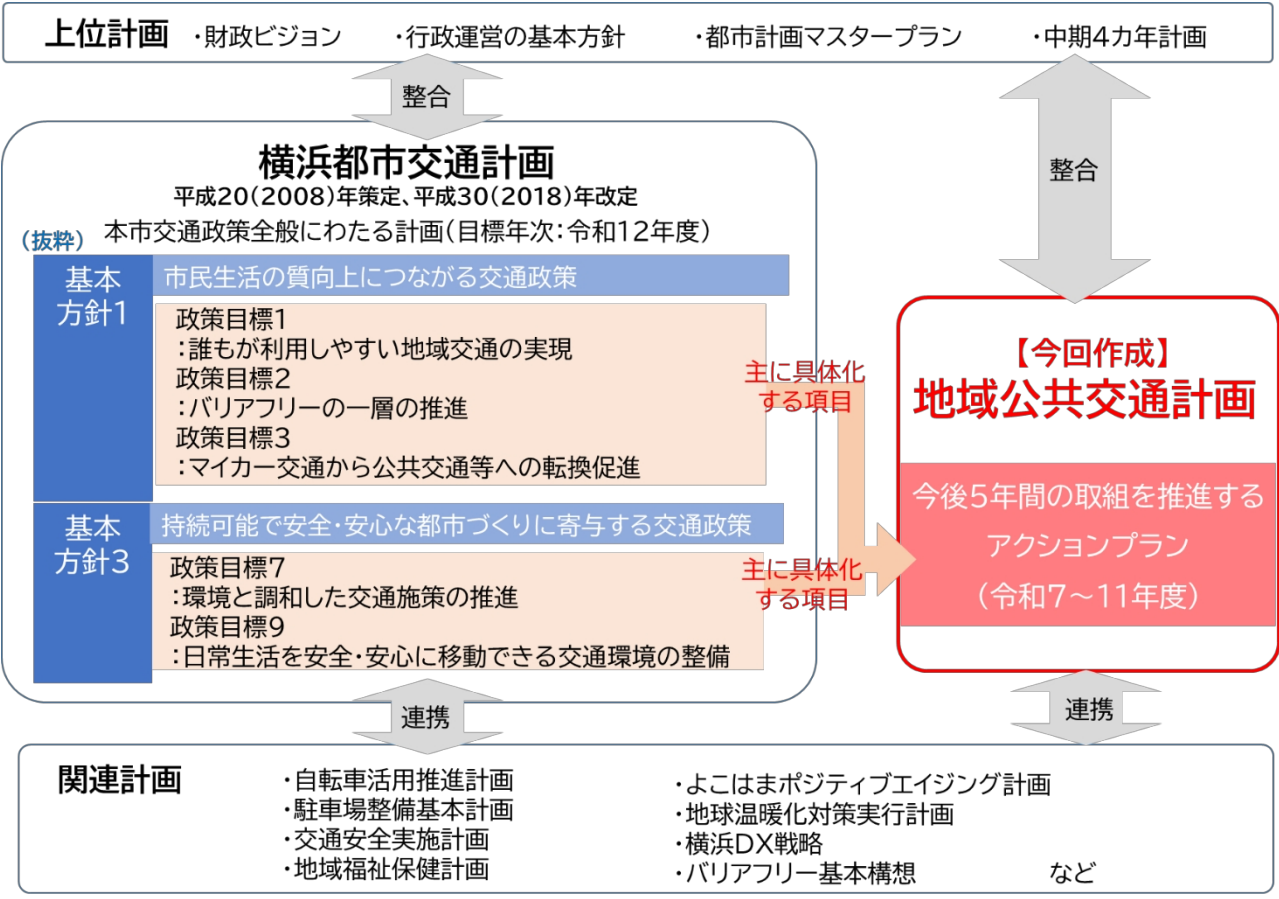 上位計画 ・財政ビジョン ・行政運営の基本方針 ・都市計画マスタープラン ・中期4カ年計画
整合
整合
横浜都市交通計画
平成20(2008)年策定、平成30(2018)年改定
本市交通政策全般にわたる計画(目標年次:令和12年度)
(抜粋)
基本
方針1
市民生活の質向上につながる交通政策
政策目標1
:誰もが利用しやすい地域交通の実現
政策目標2
:バリアフリーの一層の推進
政策目標3
:マイカー交通から公共交通等への転換促進
主に具体化
する項目
基本
方針3
持続可能で安全・安心な都市づくりに寄与する交通政策
政策目標7
:環境と調和した交通施策の推進
政策目標9
:日常生活を安全・安心に移動できる交通環境の整備
主に具体化
する項目
【今回作成】
地域公共交通計画
今後5年間の取組を推進する
アクションプラン
(令和7~11年度)
連携
連携
関連計画
・自転車活用推進計画
・駐車場整備基本計画
・交通安全実施計画
・地域福祉保健計画
・よこはまポジティブエイジング計画
・地球温暖化対策実行計画
・横浜DX戦略
・バリアフリー基本構想 など